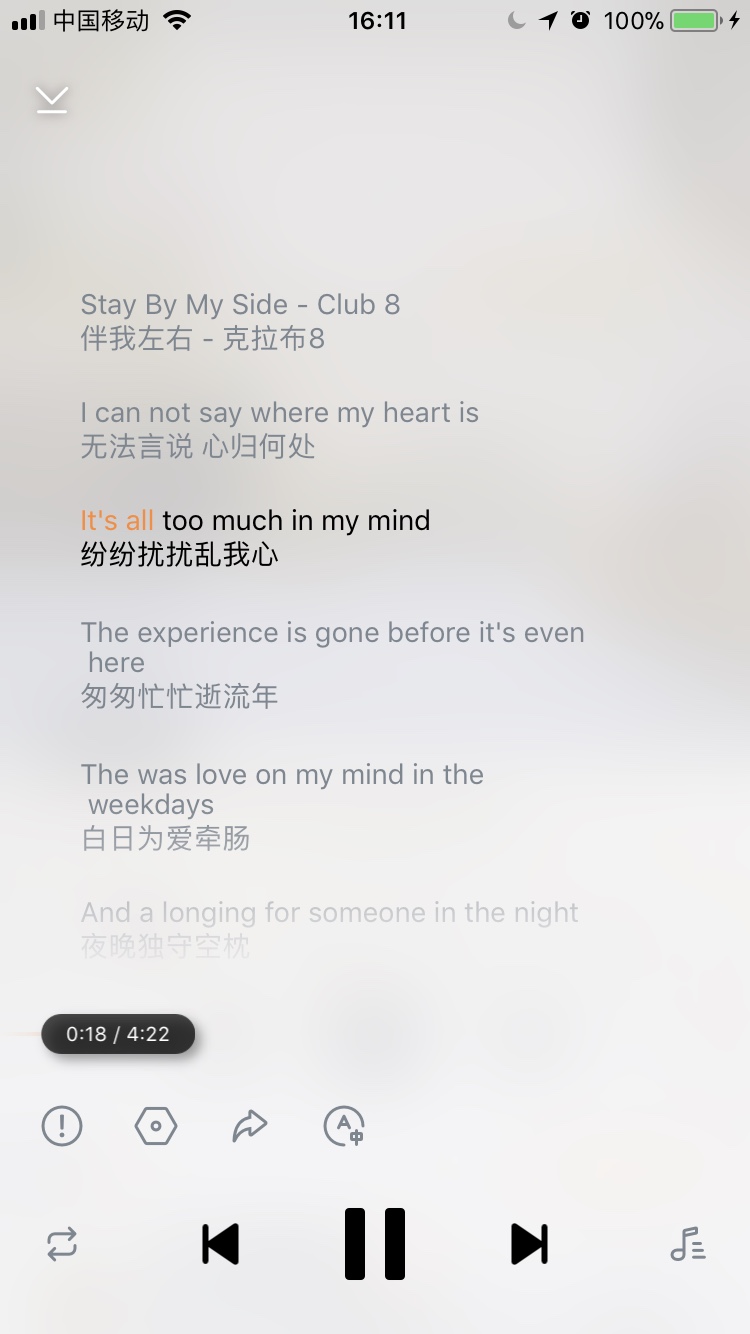 中国移动
16:11
100%
Stay By My Side - Club 8
伴我左右 - 克拉布8
I can not say where my heart is
无法言说 心归何处
It's all too much in my mind
纷纷扰扰乱我心
The experience is gone before it's even
here
匆匆忙忙逝流年
The was love on my mind in the
weekdays
白日为爱牵肠
And a longing for someone in the night
夜晚独守空枕
0:18 / 4:22
A中